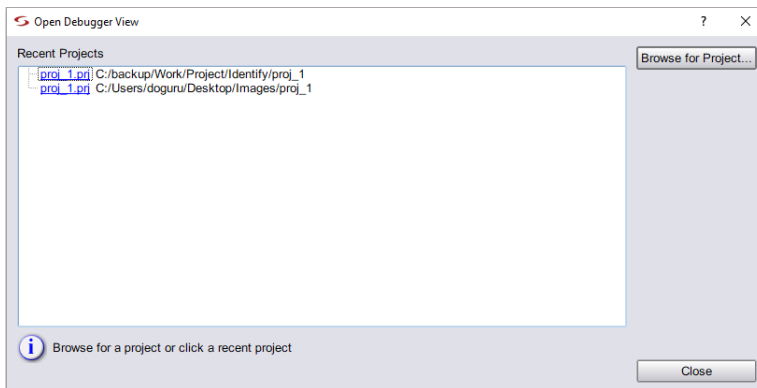 Open Debugger View
Recent Projects
Browse for Project...
proj_1.prj C:/backup/Work/Project/Identify/proj_1
proj_1.prj C:/Users/doguru/Desktop/Images/proj_1
Browse for a project or click a recent project
Close